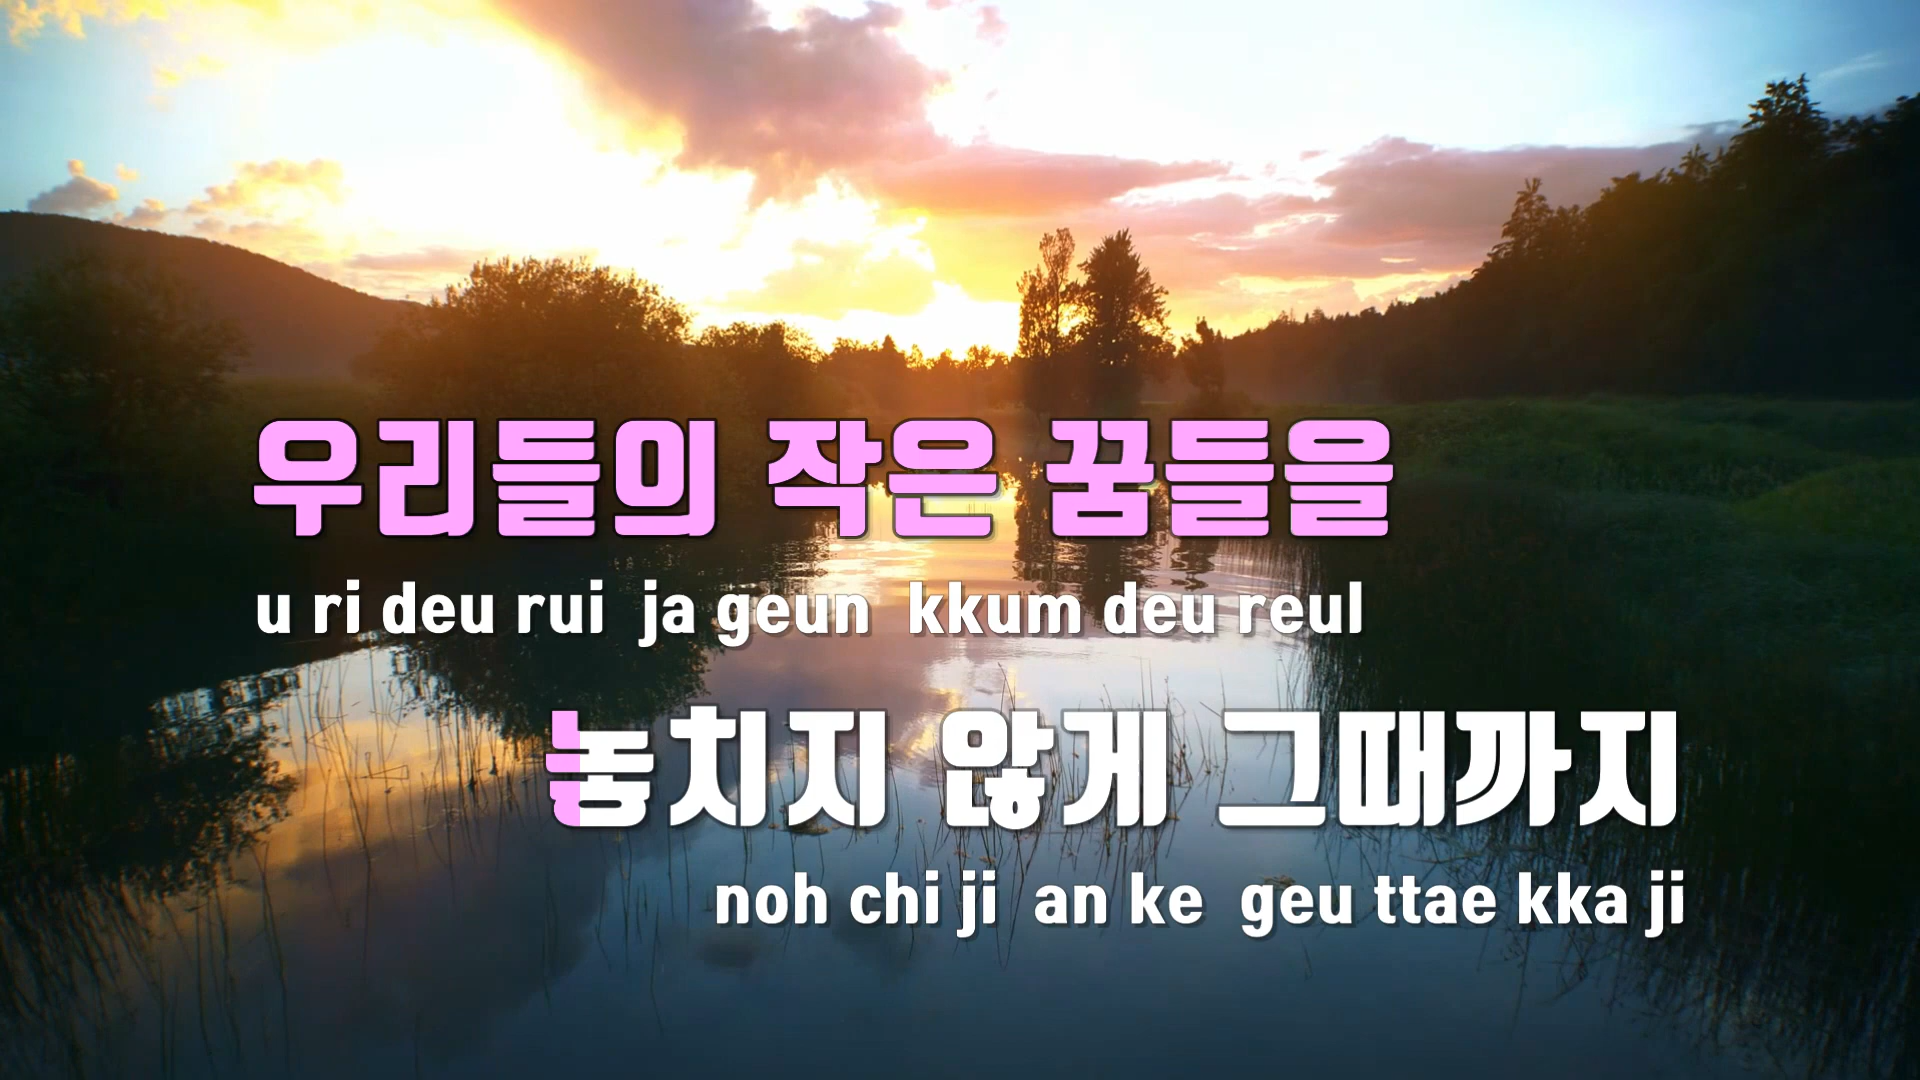 우리들의 작은 꿈들을
u ri deu rui ja geun kkum deu reul
놓치지 않게 그때까지
noh chi ji an ke geu ttae kka ji